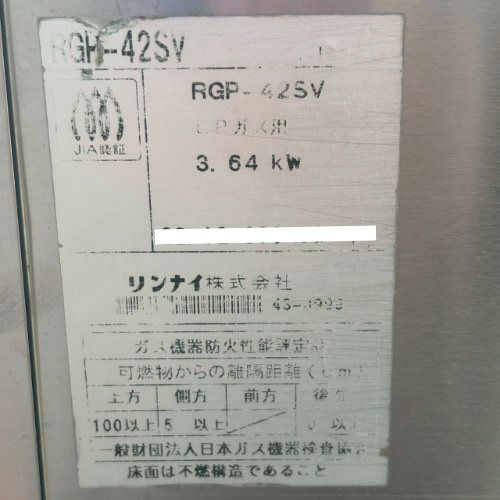 RGP-42SV
RGP-42SV
JIA認証
LPガス用
3.64 kW
リンナイ株式会社
ガス機器防火性能評定
可燃物からの離隔距離(cm)
上方 側方 前方 後方
100以上 5 以上 以上
一般財団法人日本ガス機器検査協会
床面は不燃構造であること